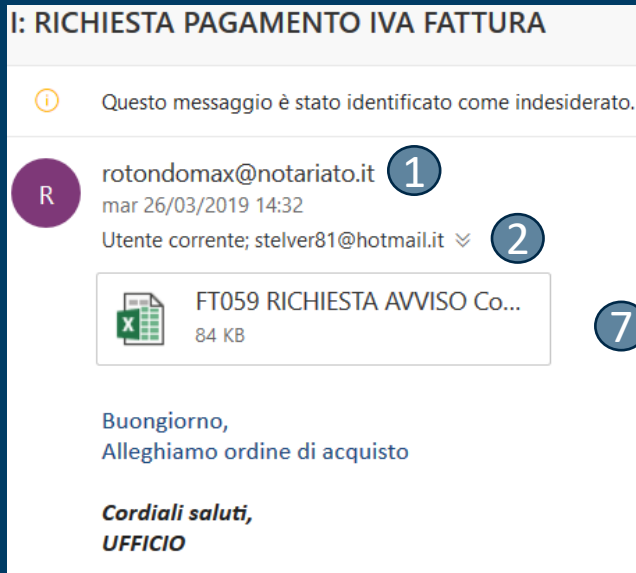 I: RICHIESTA PAGAMENTO IVA FATTURA
Questo messaggio è stato identificato come indesiderato.
R
rotondomax@notariato.it 1
mar 26/03/2019 14:32
Utente corrente; stelver81@hotmail.it 2
FT059 RICHIESTA AVVISO Co...
84 KB
7
Buongiorno,
Alleghiamo ordine di acquisto
Cordiali saluti,
UFFICIO